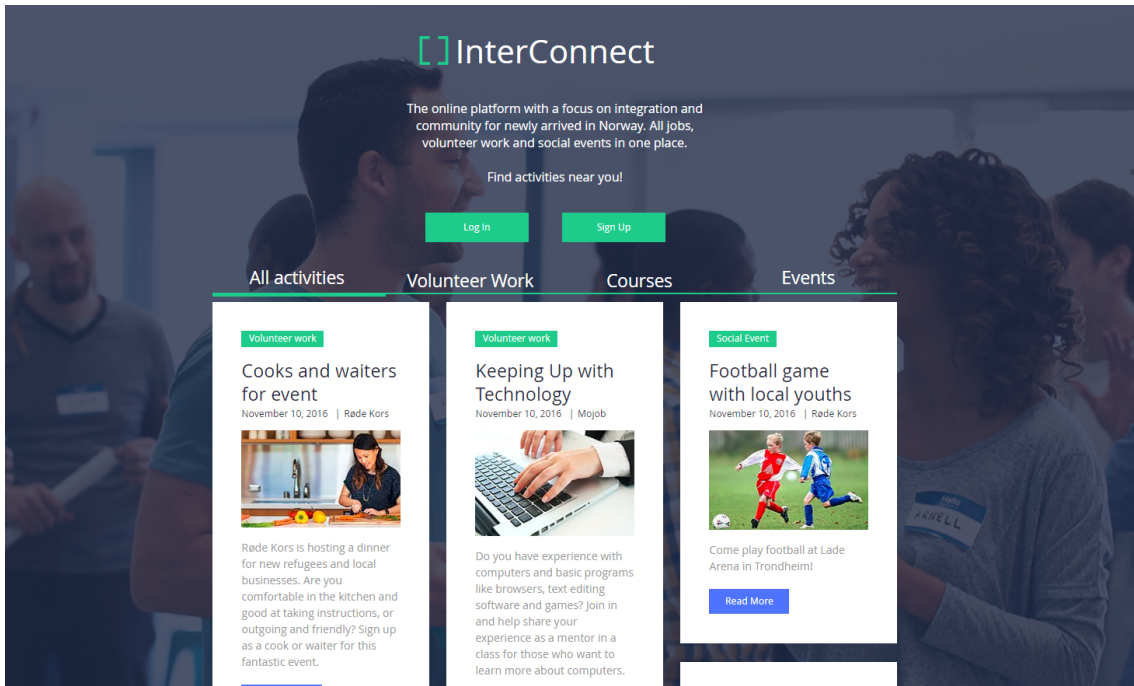 [ ] InterConnect
The online platform with a focus on integration and
community for newly arrived in Norway. All jobs,
volunteer work and social events in one place.
Find activities near you!
Log In
Sign Up
All activities
Volunteer Work
Courses
Events
Volunteer work
Cooks and waiters
for event
November 10, 2016 | Røde Kors
Røde Kors is hosting a dinner
for new refugees and local
businesses. Are you
comfortable in the kitchen and
good at taking instructions, or
outgoing and friendly? Sign up
as a cook or waiter for this
fantastic event.
Volunteer work
Keeping Up with
Technology
November 10, 2016 | Mojob
Do you have experience with
computers and basic programs
like browsers, text editing
software and games? Join in
and help share your
experience as a mentor in a
class for those who want to
learn more about computers.
Social Event
Football game
with local youths
November 10, 2016 | Røde Kors
Come play football at Lade
Arena in Trondheim!
Read More
Hello
ARNELL